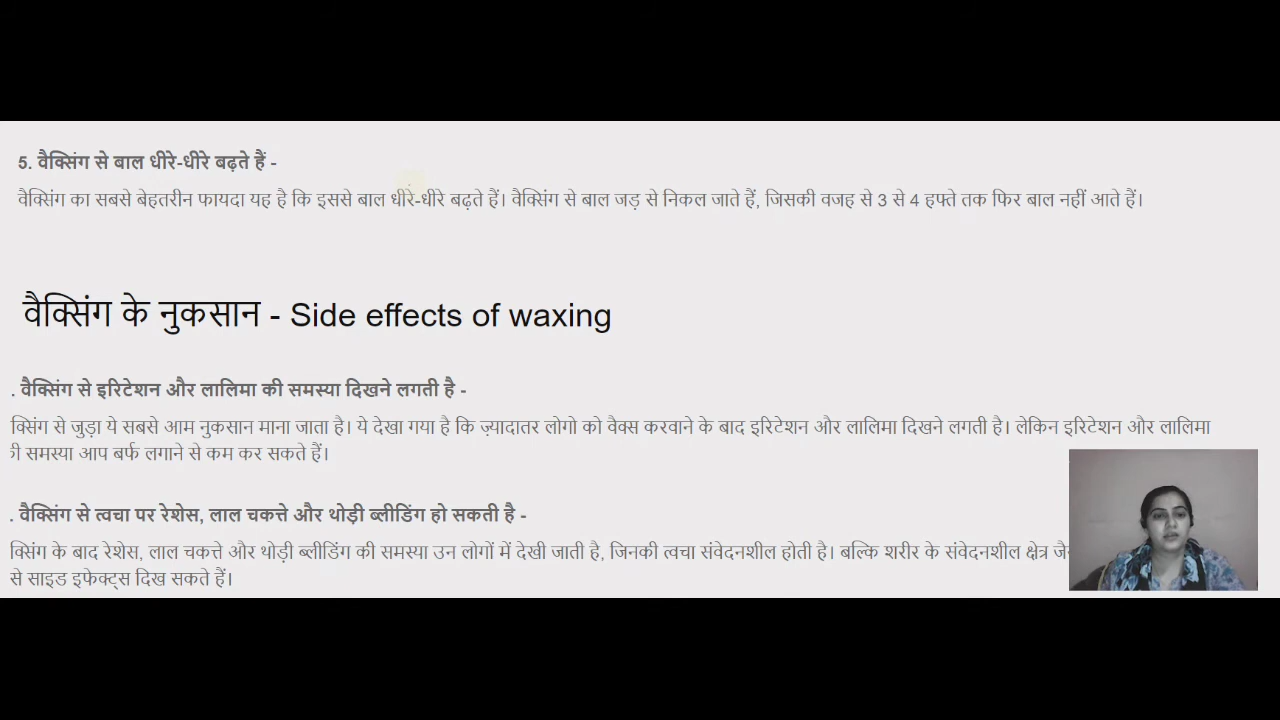 5. वैक्सिंग से बाल धीरे-धीरे बढ़ते हैं -
वैक्सिंग का सबसे बेहतरीन फायदा यह है कि इससे बाल धीरे-धीरे बढ़ते हैं। वैक्सिंग से बाल जड़ से निकल जाते हैं, जिसकी वजह से 3 से 4 हफ्ते तक फिर बाल नहीं आते हैं।
वैक्सिंग के नुकसान - Side effects of waxing
. वैक्सिंग से इरिटेशन और लालिमा की समस्या दिखने लगती है -
क्सिंग से जुड़ा ये सबसे आम नुकसान माना जाता है। ये देखा गया है कि ज़्यादातर लोगो को वैक्स करवाने के बाद इरिटेशन और लालिमा दिखने लगती है। लेकिन इरिटेशन और लालिमा
समस्या आप बर्फ लगाने से कम कर सकते हैं।
. वैक्सिंग से त्वचा पर रेशेस, लाल चकत्ते और थोड़ी ब्लीडिंग हो सकती है -
क्सिंग के बाद रेशेस, लाल चकत्ते और थोड़ी ब्लीडिंग की समस्या उन लोगों में देखी जाती है, जिनकी त्वचा संवेदनशील होती है। बल्कि शरीर के संवेदनशील क्षेत्र
से साइड इफेक्ट्स दिख सकते हैं।